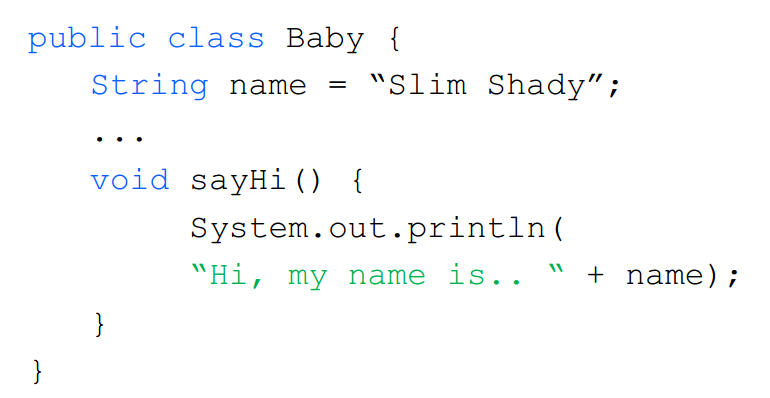 public class Baby {
String name = “Slim Shady”;
...
void sayHi() {
System.out.println(
“Hi, my name is.. “ + name);
}
}